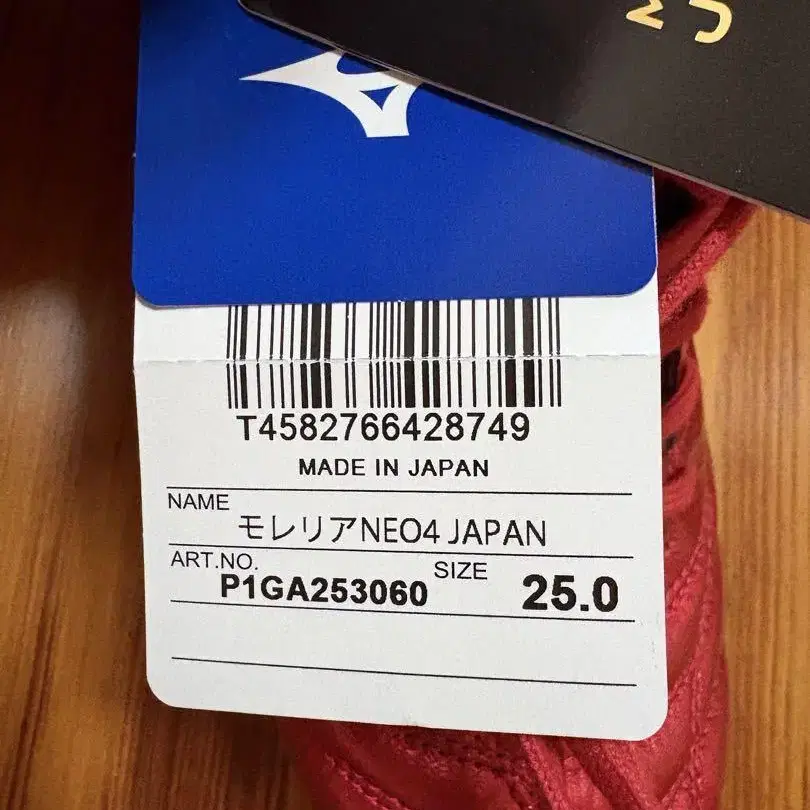 T4582766428749
MADE IN JAPAN
NAME
モレリアNEO4 JAPAN
ART.NO.
P1GA253060
SIZE
25.0